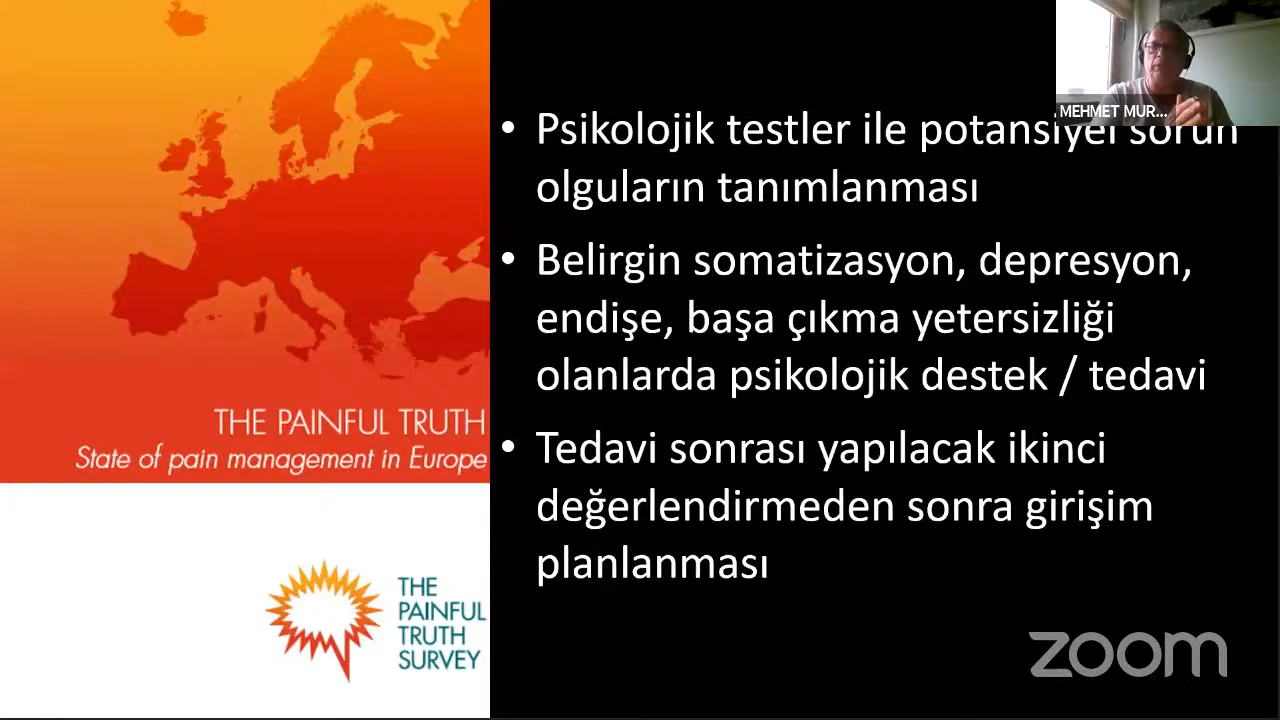 THE PAINFUL TRUTH
State of pain management in Europe
THE
PAINFUL
TRUTH
SURVEY
• Psikolojik testler ile potansiyel sorun
olguların tanımlanması
• Belirgin somatizasyon, depresyon,
endişe, başa çıkma yetersizliği
olanlarda psikolojik destek / tedavi
• Tedavi sonrası yapılacak ikinci
değerlendirmeden sonra girişim
planlanması
MEHMET MUR...
zoom